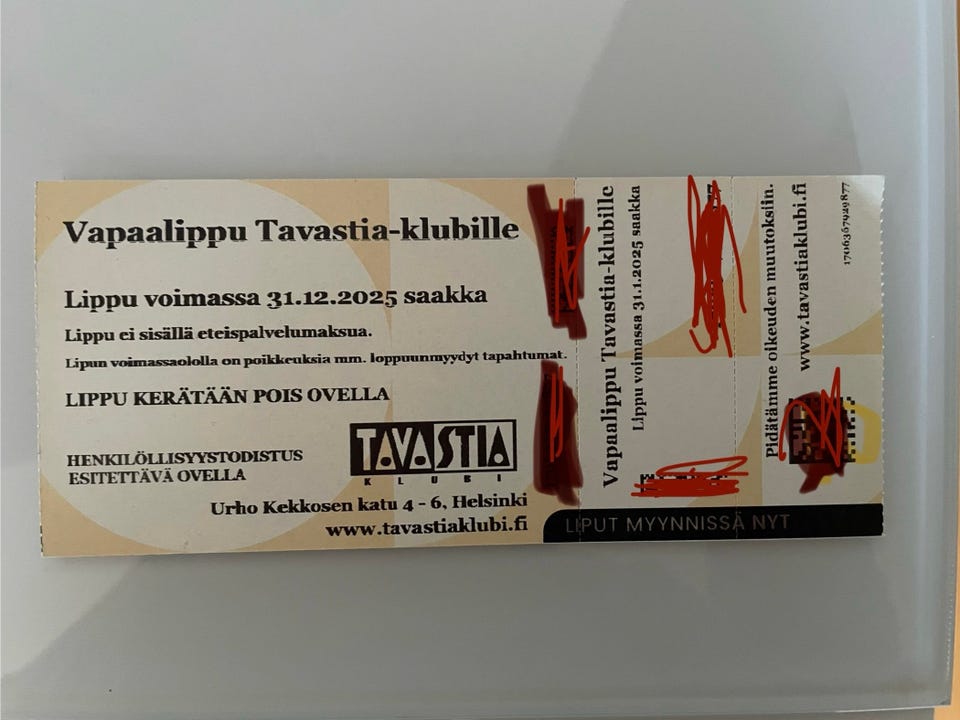 Vapaalippu Tavastia-klubille
Lippu voimassa 31.12.2025 saakka
Lippu ei sisällä eteispalvelumaksua.
Lipun voimassaololla on poikkeuksia mm. loppuunmyydyt tapahtumat.
LIPPU KERÄTÄÄN POIS OVELLA
HENKILÖLLISYYSTODISTUS
ESITETTÄVÄ OVELLA
TAVASTIA
KLUBI
Urho Kekkosen katu 4 - 6, Helsinki
www.tavastiaklubi.fi
Vapaalippu Tavastia-klubille
Lippu voimassa 31.1.2025 saakka
Pidätämme oikeuden muutoksiin.
www.tavastiaklubi.fi
1706367929877
LIPUT MYYNNISSÄ NYT